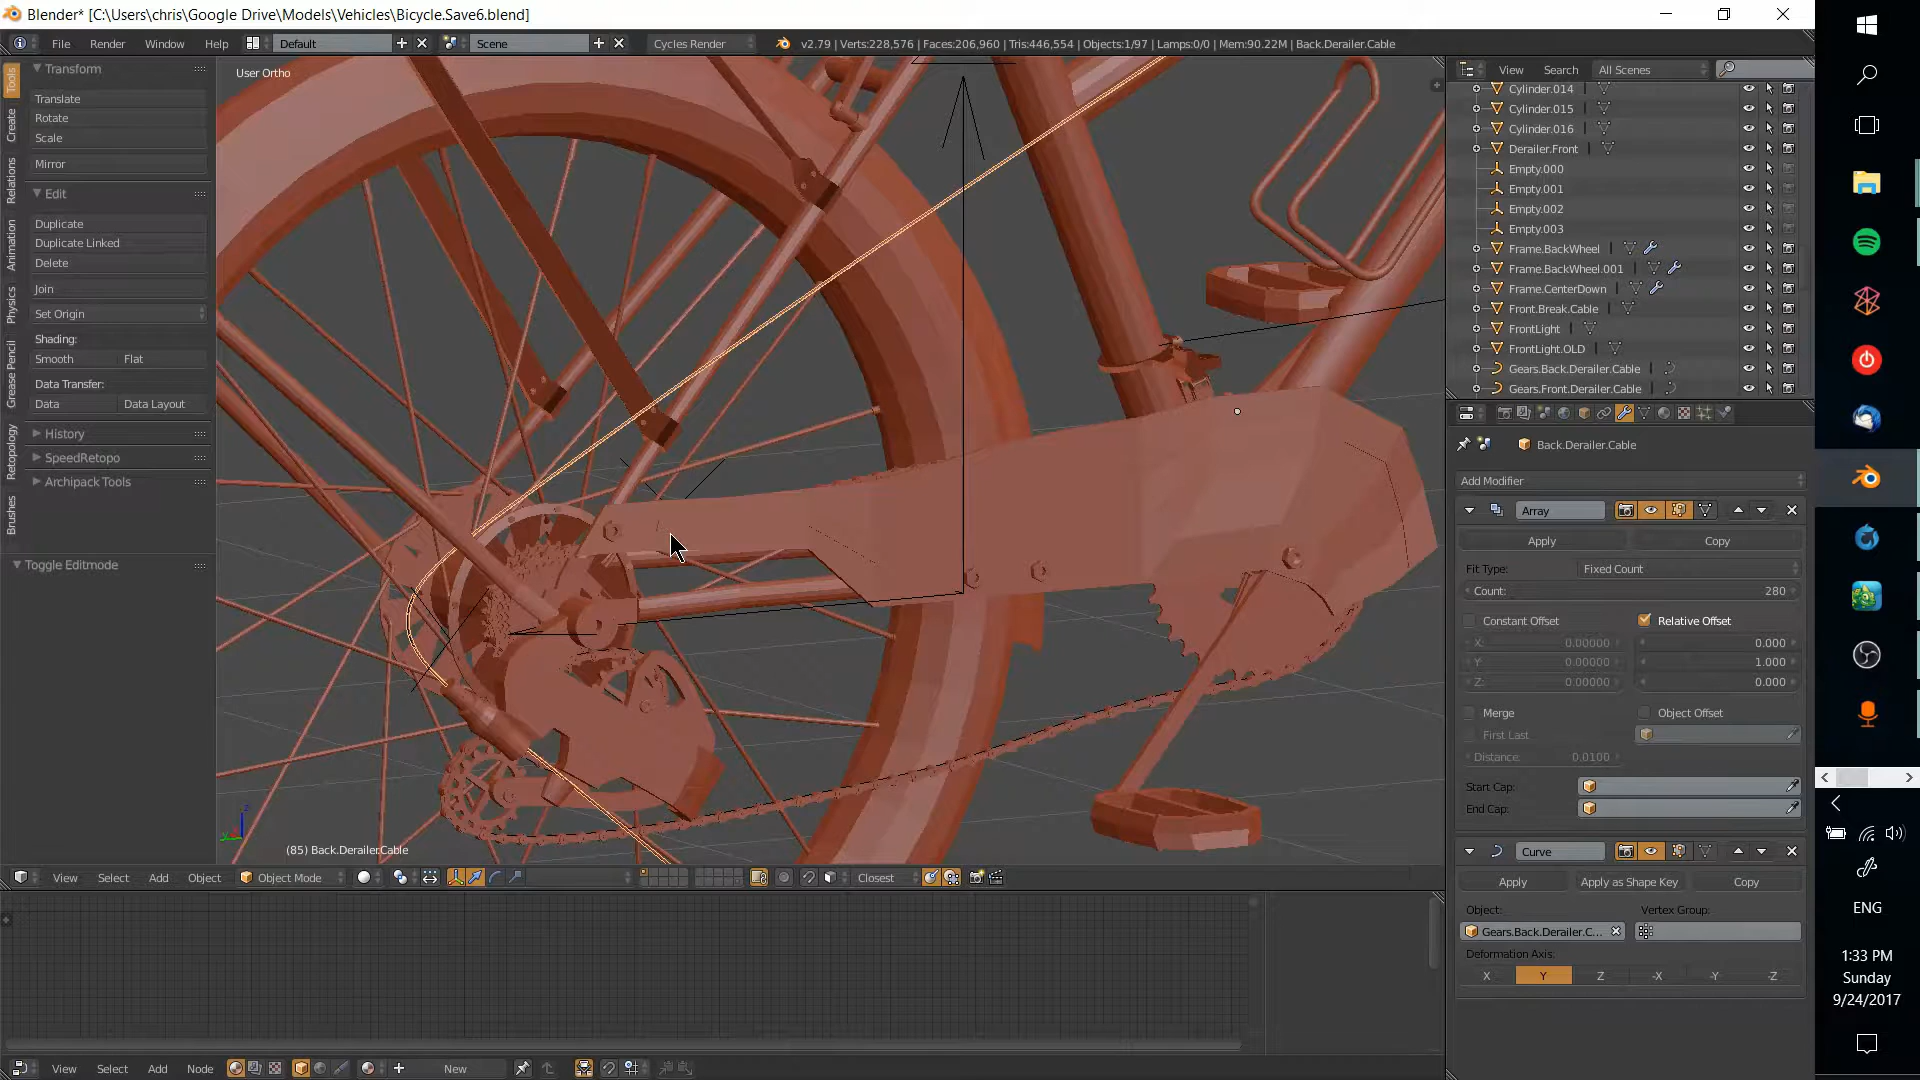 Blender* [C:\Users\chris\Google Drive\Models\Vehicles\Bicycle.Save6.blend]
File Render Window Help Default Scene Cycles Render v2.79 | Verts:228,576 | Faces:206,960 | Tris:446,554 | Objects:1/97 | Lamps:0/0 | Mem:90.22M | Back.Derailer.Cable
Tools
Create
Relations
Animation
Physics
Grease Pencil
Retopology
Brushes
Transform
Translate
Rotate
Scale
Mirror
Edit
Duplicate
Duplicate Linked
Delete
Join
Set Origin
Shading:
Smooth Flat
Data Transfer:
Data Data Layout
History
SpeedRetopo
Archipack Tools
Toggle Editmode
User Ortho
(85) Back.Derailer.Cable
View Select Add Object Object Mode Closest
View Select Add Node New
View Search All Scenes
Cylinder.014
Cylinder.015
Cylinder.016
Derailer.Front
Empty.000
Empty.001
Empty.002
Empty.003
Frame.BackWheel
Frame.BackWheel.001
Frame.CenterDown
Front.Break.Cable
FrontLight
FrontLight.OLD
Gears.Back.Derailer.Cable
Gears.Front.Derailer.Cable
Back.Derailer.Cable
Add Modifier
Array
Apply Copy
Fit Type: Fixed Count
Count: 280
Constant Offset Relative Offset
X: 0.00000 0.000
Y: 0.00000 1.000
Z: 0.00000 0.000
Merge Object Offset
First Last
Distance: 0.0100
Start Cap:
End Cap:
Curve
Apply Apply as Shape Key Copy
Object: Vertex Group:
Gears.Back.Derailer.C...
Deformation Axis:
X Y Z -X -Y -Z
ENG
1:33 PM
Sunday
9/24/2017